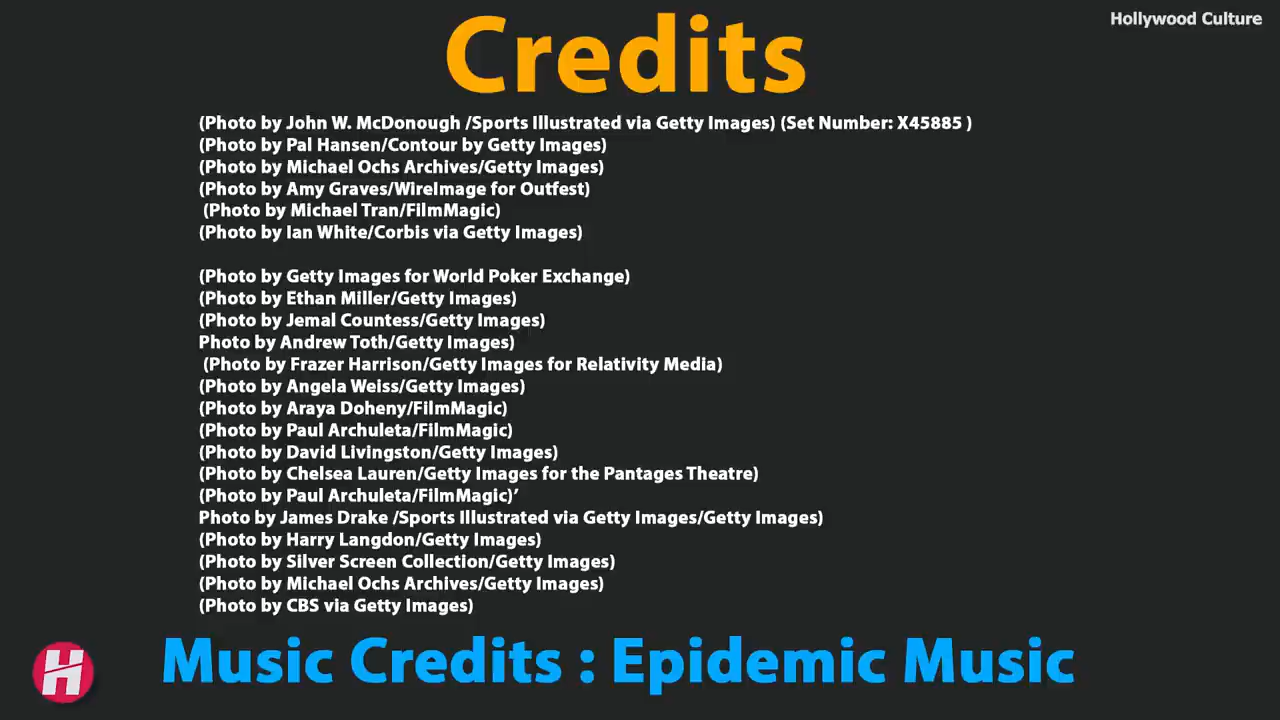 Hollywood Culture
Credits
(Photo by John W. McDonough /Sports Illustrated via Getty Images) (Set Number: X45885 )
(Photo by Pal Hansen/Contour by Getty Images)
(Photo by Michael Ochs Archives/Getty Images)
(Photo by Amy Graves/WireImage for Outfest)
(Photo by Michael Tran/FilmMagic)
(Photo by Ian White/Corbis via Getty Images)
(Photo by Getty Images for World Poker Exchange)
(Photo by Ethan Miller/Getty Images)
(Photo by Jemal Countess/Getty Images)
Photo by Andrew Toth/Getty Images)
(Photo by Frazer Harrison/Getty Images for Relativity Media)
(Photo by Angela Weiss/Getty Images)
(Photo by Araya Doheny/FilmMagic)
(Photo by Paul Archuleta/FilmMagic)
(Photo by David Livingston/Getty Images)
(Photo by Chelsea Lauren/Getty Images for the Pantages Theatre)
(Photo by Paul Archuleta/FilmMagic)’
Photo by James Drake /Sports Illustrated via Getty Images/Getty Images)
(Photo by Harry Langdon/Getty Images)
(Photo by Silver Screen Collection/Getty Images)
(Photo by Michael Ochs Archives/Getty Images)
(Photo by CBS via Getty Images)
H
Music Credits : Epidemic Music